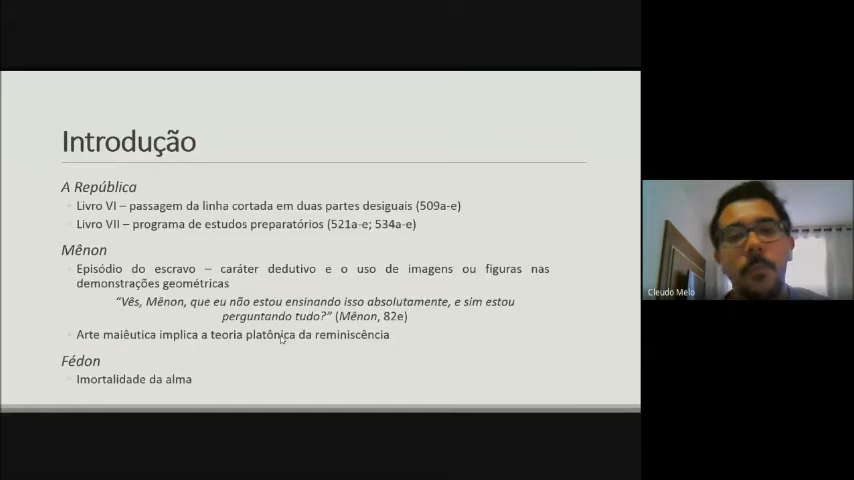 Introdução
A República
Livro VI – passagem da linha cortada em duas partes desiguais (509a-e)
Livro VII – programa de estudos preparatórios (521a-e; 534a-e)
Mênon
Episódio do escravo – caráter dedutivo e o uso de imagens ou figuras nas
demonstrações geométricas
“Vês, Mênon, que eu não estou ensinando isso absolutamente, e sim estou
perguntando tudo?” (Mênon, 82e)
Arte maiêutica implica a teoria platônica da reminiscência
Fédon
Imortalidade da alma
Cleudo Melo